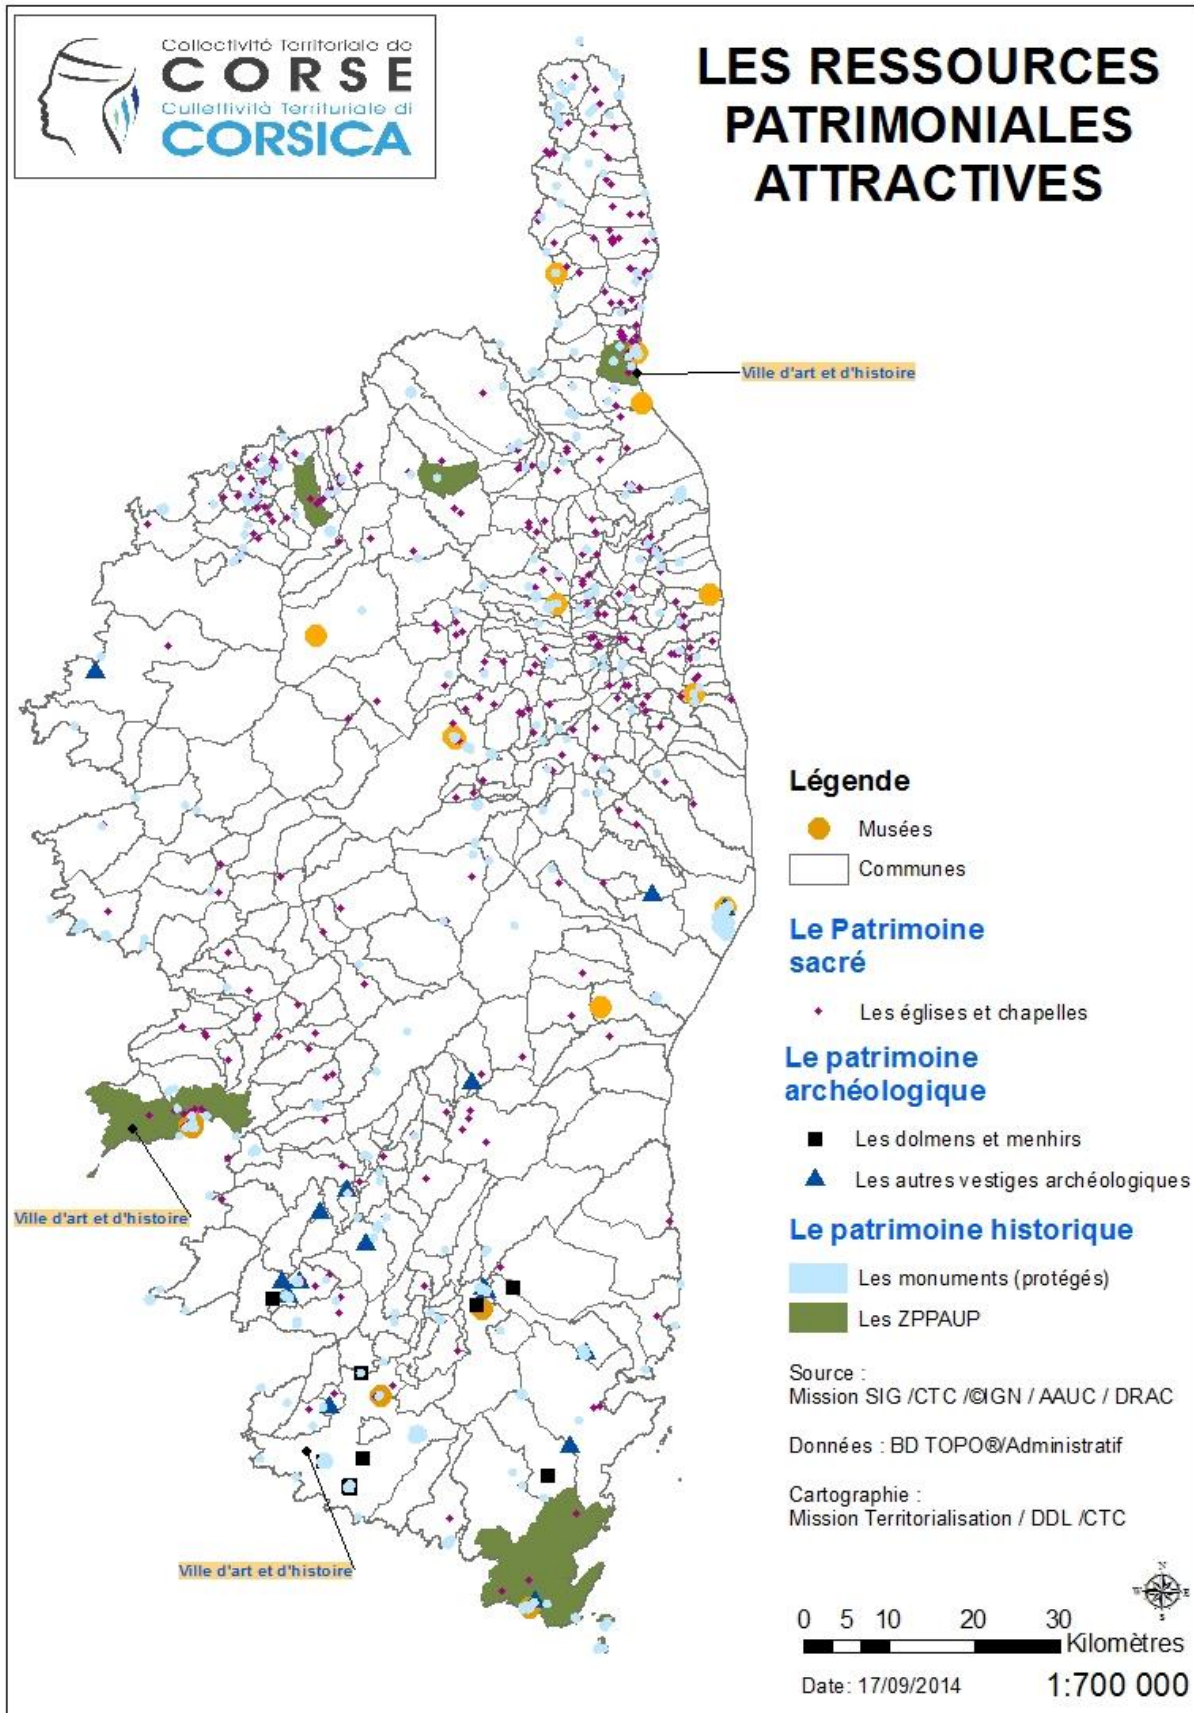 Collectivité Territoriale de
CORSE
Cullettività Territuriale di
CORSICA
LES RESSOURCES
PATRIMONIALES
ATTRACTIVES
Ville d'art et d'histoire
Ville d'art et d'histoire
Ville d'art et d'histoire
Légende
Musées
Communes
Le Patrimoine
sacré
Les églises et chapelles
Le patrimoine
archéologique
Les dolmens et menhirs
Les autres vestiges archéologiques
Le patrimoine historique
Les monuments (protégés)
Les ZPPAUP
Source :
Mission SIG /CTC /©IGN / AAUC / DRAC
Données : BD TOPO®/Administratif
Cartographie :
Mission Territorialisation / DDL /CTC
N
W E
S
0 5 10 20 30
Kilomètres
Date: 17/09/2014 1:700 000